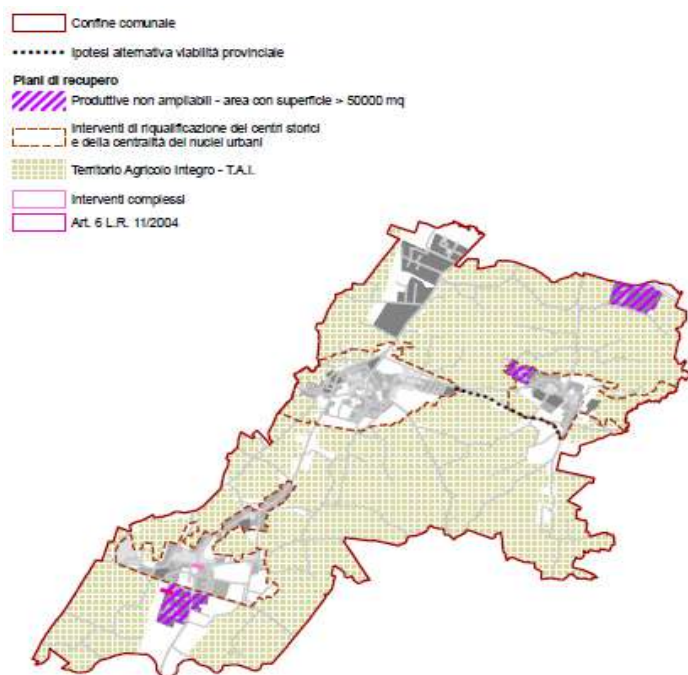 Confine comunale
Ipotesi alternativa viabilità provinciale
Piani di recupero
Produttive non ampliabili - area con superficie > 50000 mq
Interventi di riqualificazione dei centri storici
e della centralità dei nuclei urbani
Territorio Agricolo Integro - T.A.I.
Interventi complessi
Art. 6 L.R. 11/2004